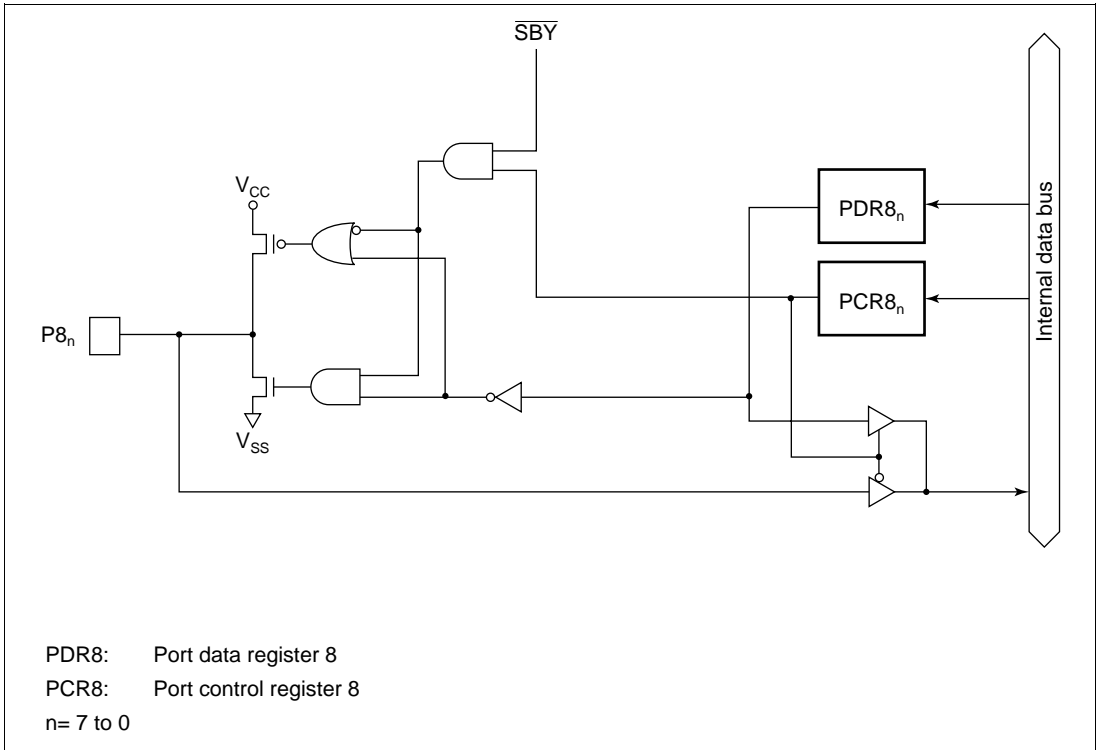 SBY
V_CC
PDR8_n
PCR8_n
Internal data bus
P8_n
V_SS
PDR8: Port data register 8
PCR8: Port control register 8
n= 7 to 0